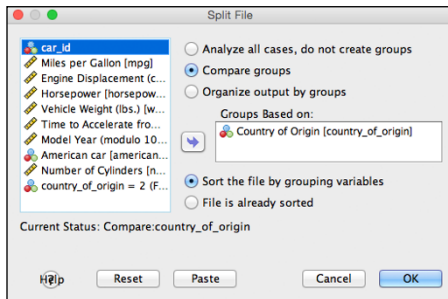 Split File
car_id
Miles per Gallon [mpg]
Engine Displacement (c...
Horsepower [horsepow...
Vehicle Weight (lbs.) [w...
Time to Accelerate fro...
Model Year (modulo 10...
American car [american...
Number of Cylinders [n...
country_of_origin = 2 (F...
Analyze all cases, do not create groups
Compare groups
Organize output by groups
Groups Based on:
Country of Origin [country_of_origin]
Sort the file by grouping variables
File is already sorted
Current Status: Compare:country_of_origin
Help Reset Paste Cancel OK